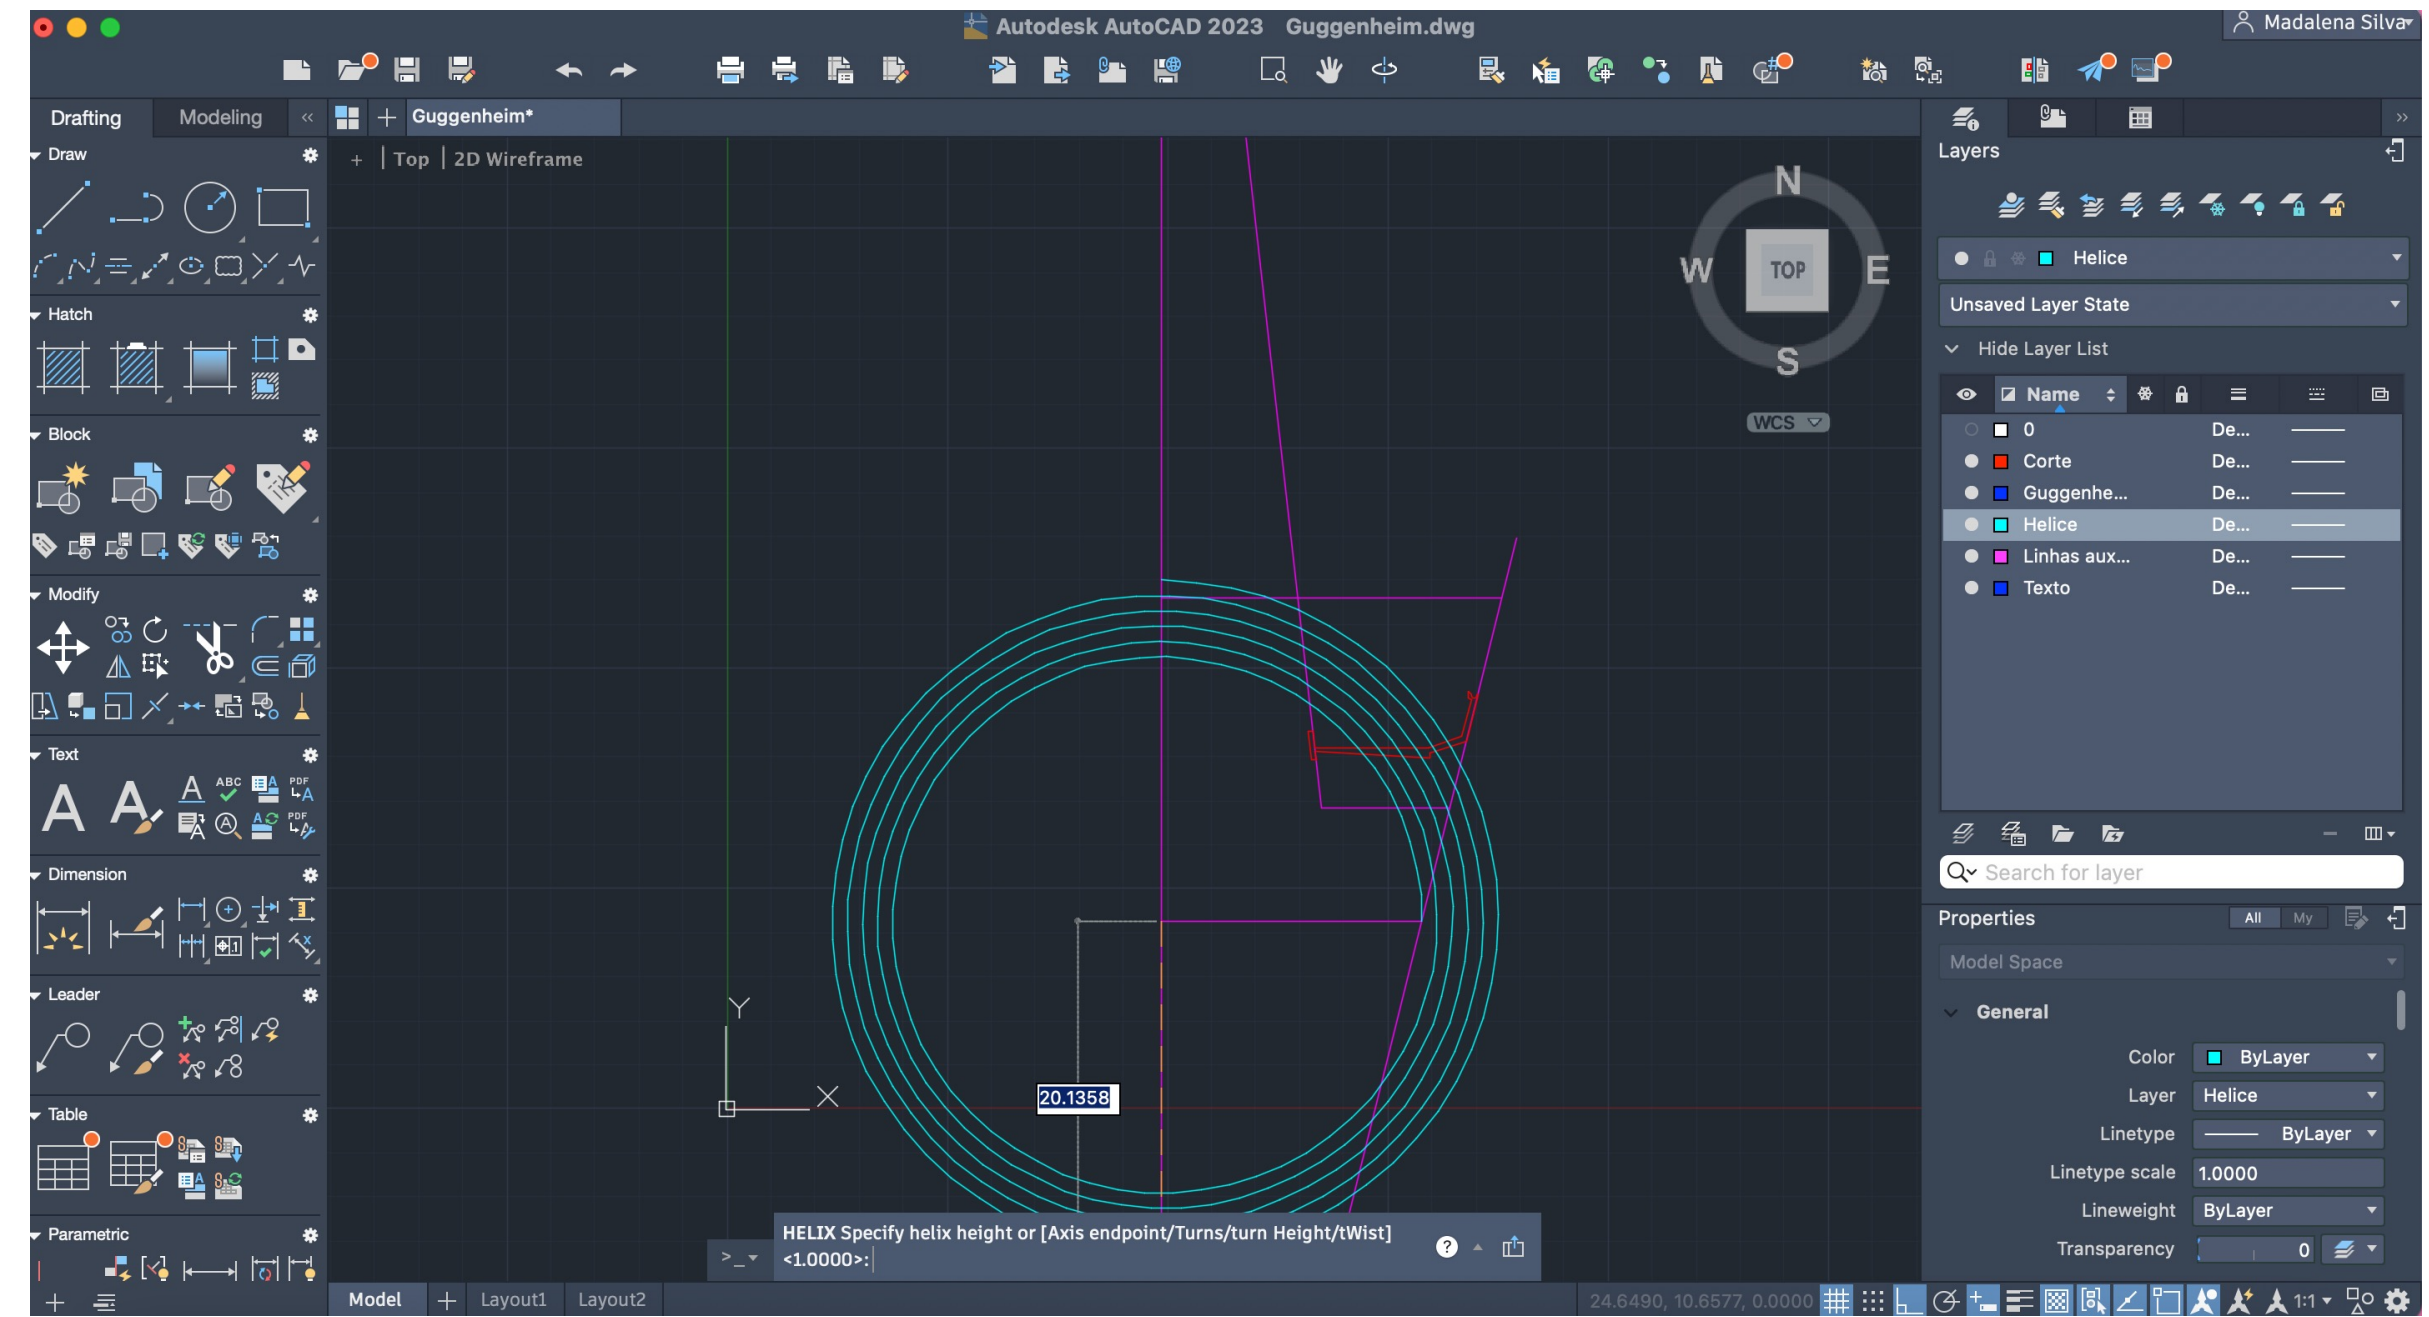 Autodesk AutoCAD 2023 Guggenheim.dwg
Madalena Silva
Drafting
Modeling
Guggenheim*
Draw
Top
2D Wireframe
Hatch
Block
Modify
Text
A
A
A
ABC
A
PDF
A
A
A
A
PDF
Dimension
.1
x
Leader
Table
Parametric
N
W
TOP
E
S
WCS
Y
X
20.1358
HELIX Specify helix height or [Axis endpoint/Turns/turn Height/tWist]
<1.0000>:
>_
?
Model
Layout1
Layout2
24.6490, 10.6577, 0.0000
1:1
Layers
Helice
Unsaved Layer State
Hide Layer List
Name
0 De...
Corte De...
Guggenhe... De...
Helice De...
Linhas aux... De...
Texto De...
Search for layer
Properties
All
My
Model Space
General
Color ByLayer
Layer Helice
Linetype ByLayer
Linetype scale 1.0000
Lineweight ByLayer
Transparency 0